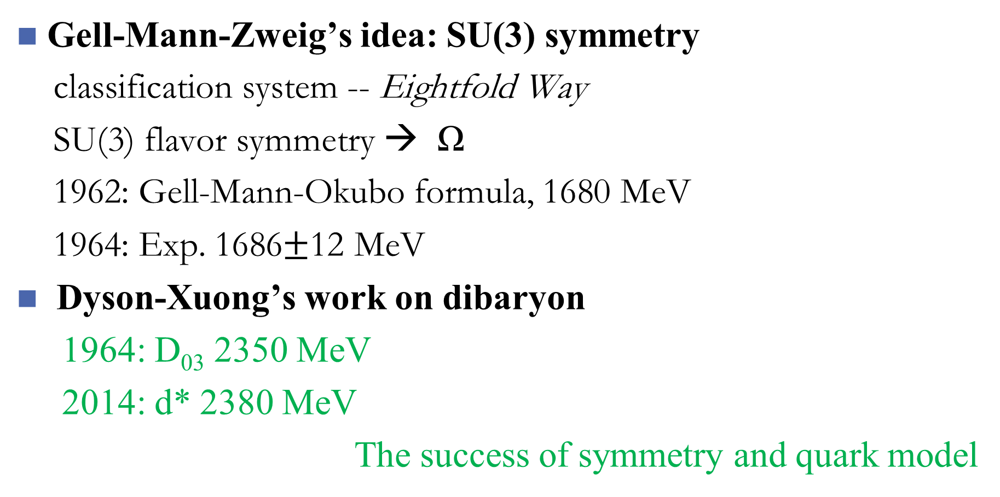 ■ Gell-Mann-Zweig’s idea: SU(3) symmetry
classification system -- Eightfold Way
SU(3) flavor symmetry → Ω
1962: Gell-Mann-Okubo formula, 1680 MeV
1964: Exp. 1686±12 MeV
■ Dyson-Xuong’s work on dibaryon
1964: D₀₃ 2350 MeV
2014: d* 2380 MeV
The success of symmetry and quark model